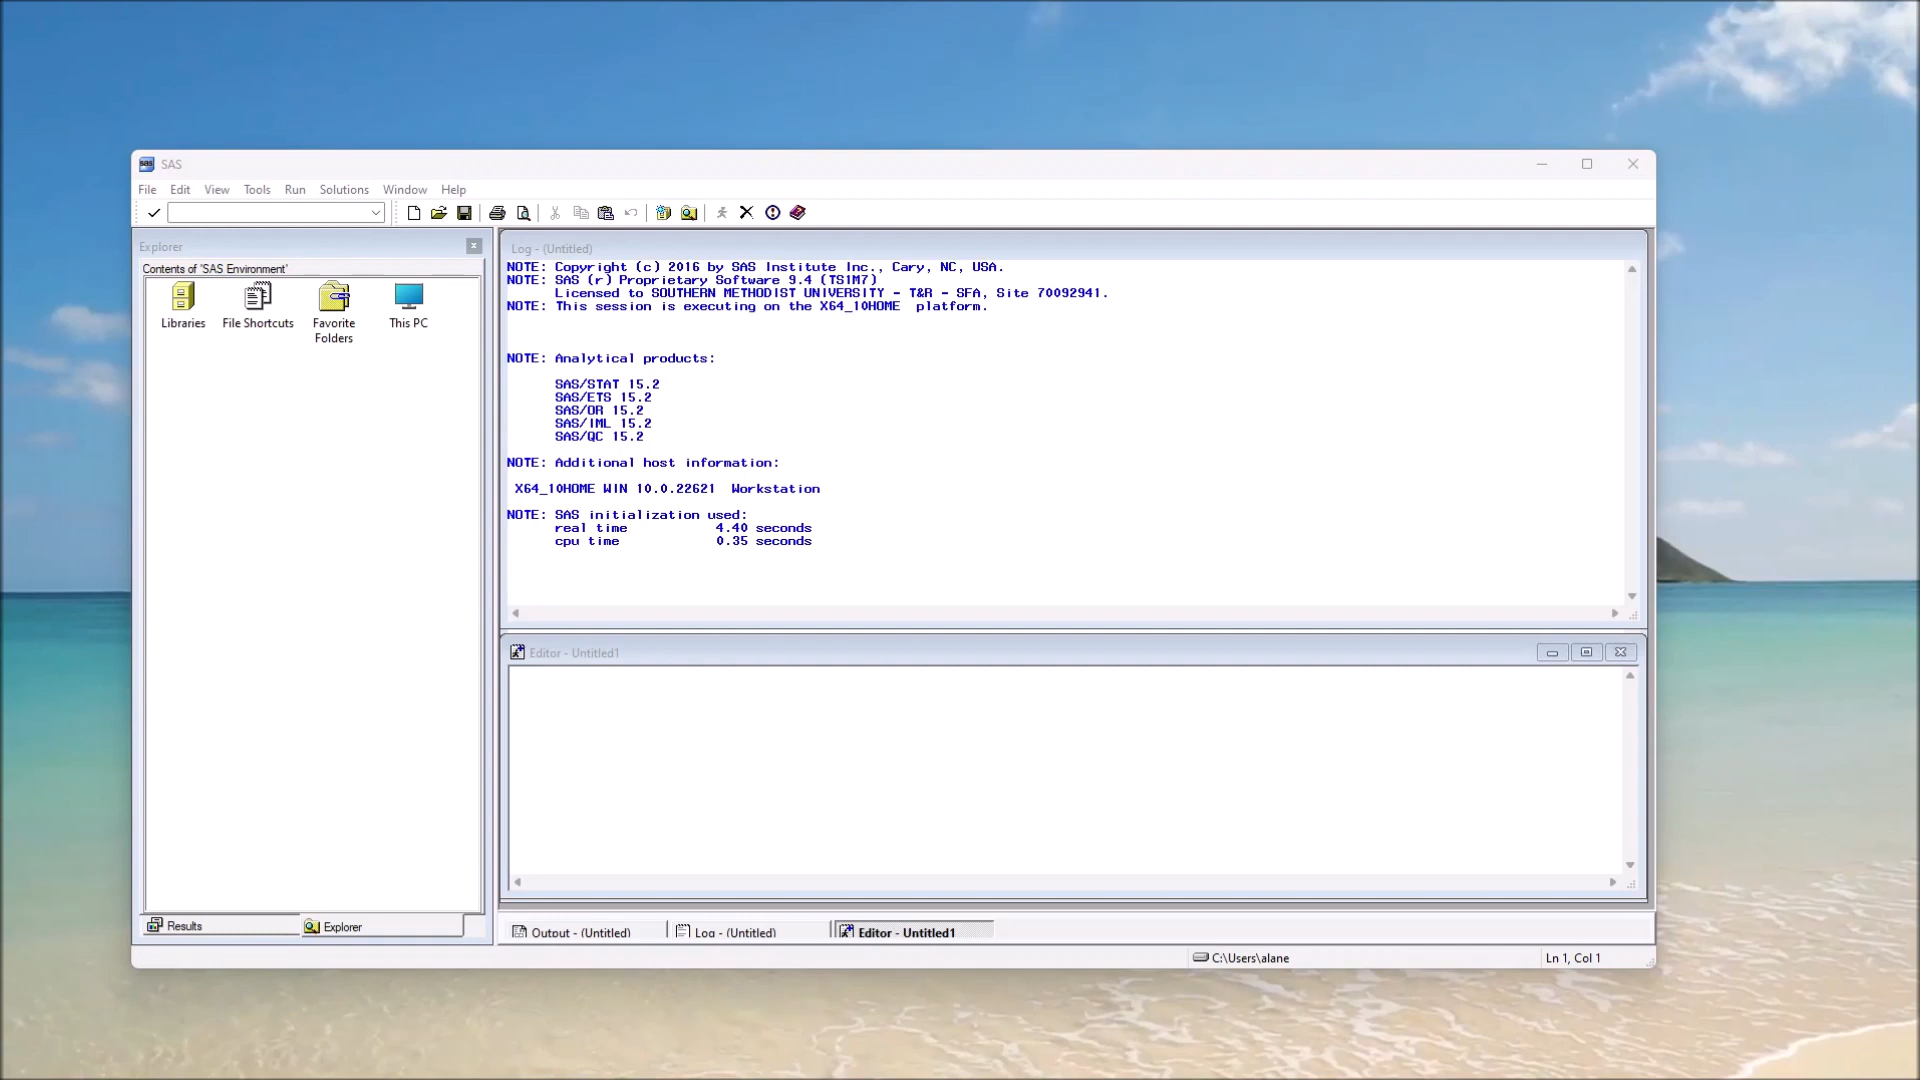 SAS
File Edit View Tools Run Solutions Window Help
Explorer
Contents of 'SAS Environment'
Libraries
File Shortcuts
Favorite
Folders
This PC
Log - (Untitled)
NOTE: Copyright (c) 2016 by SAS Institute Inc., Cary, NC, USA.
NOTE: SAS (r) Proprietary Software 9.4 (TS1M7)
Licensed to SOUTHERN METHODIST UNIVERSITY - T&R - SFA, Site 70092941.
NOTE: This session is executing on the X64_10HOME platform.
NOTE: Analytical products:
SAS/STAT 15.2
SAS/ETS 15.2
SAS/OR 15.2
SAS/IML 15.2
SAS/QC 15.2
NOTE: Additional host information:
X64_10HOME WIN 10.0.22621 Workstation
NOTE: SAS initialization used:
real time 4.40 seconds
cpu time 0.35 seconds
Editor - Untitled1
Results
Explorer
Output - (Untitled)
Log - (Untitled)
Editor - Untitled1
C:\Users\alane
Ln 1, Col 1